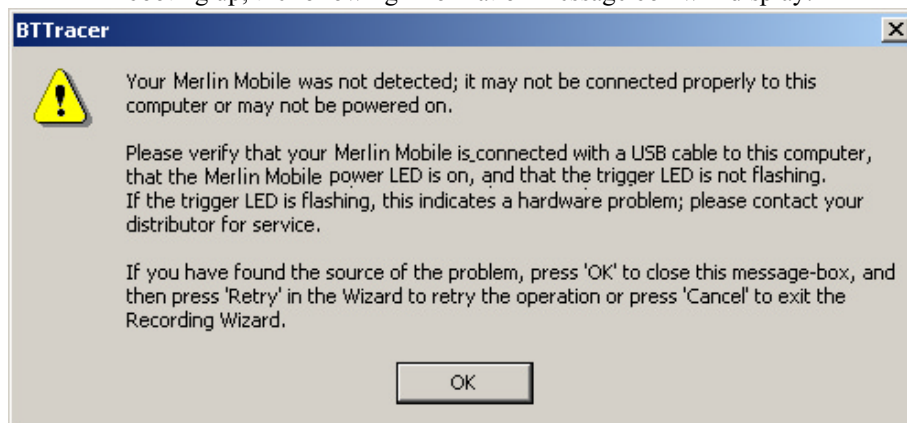 BTTracer
Your Merlin Mobile was not detected; it may not be connected properly to this
computer or may not be powered on.
Please verify that your Merlin Mobile is connected with a USB cable to this computer,
that the Merlin Mobile power LED is on, and that the trigger LED is not flashing.
If the trigger LED is flashing, this indicates a hardware problem; please contact your
distributor for service.
If you have found the source of the problem, press 'OK' to close this message-box, and
then press 'Retry' in the Wizard to retry the operation or press 'Cancel' to exit the
Recording Wizard.
OK